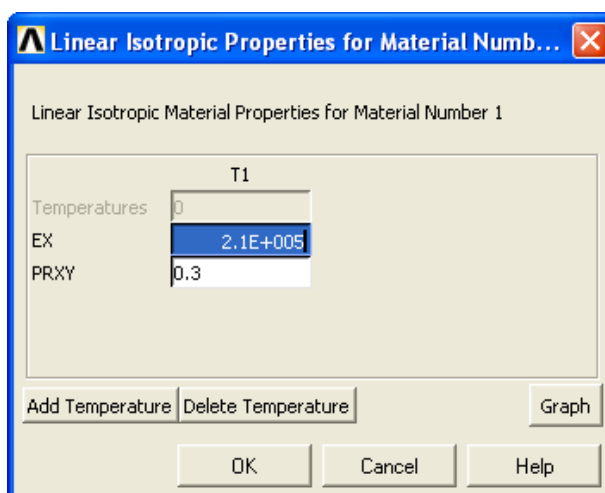 Linear Isotropic Properties for Material Numb...
Linear Isotropic Material Properties for Material Number 1
T1
Temperatures 0
EX 2.1E+005
PRXY 0.3
Add Temperature Delete Temperature Graph
OK Cancel Help